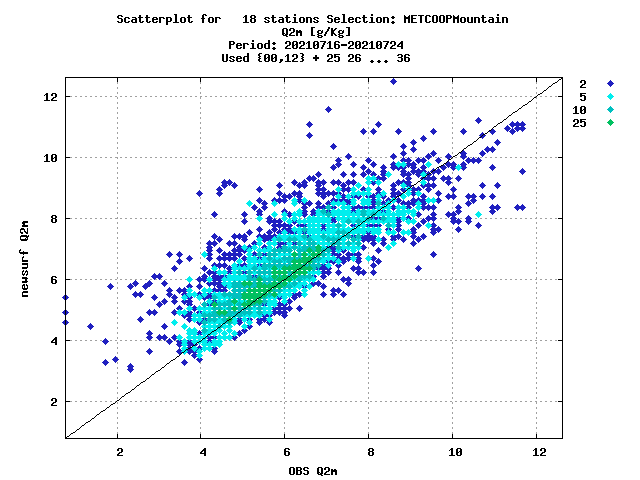 Scatterplot for   18 stations Selection: METCOOPMountain
Q2m [g/Kg]
Period: 20210716-20210724
Used {00,12} + 25 26 ... 36
2
5
10
25
12
10
8
6
4
2
newsurf Q2m
2 4 6 8 10 12
OBS Q2m